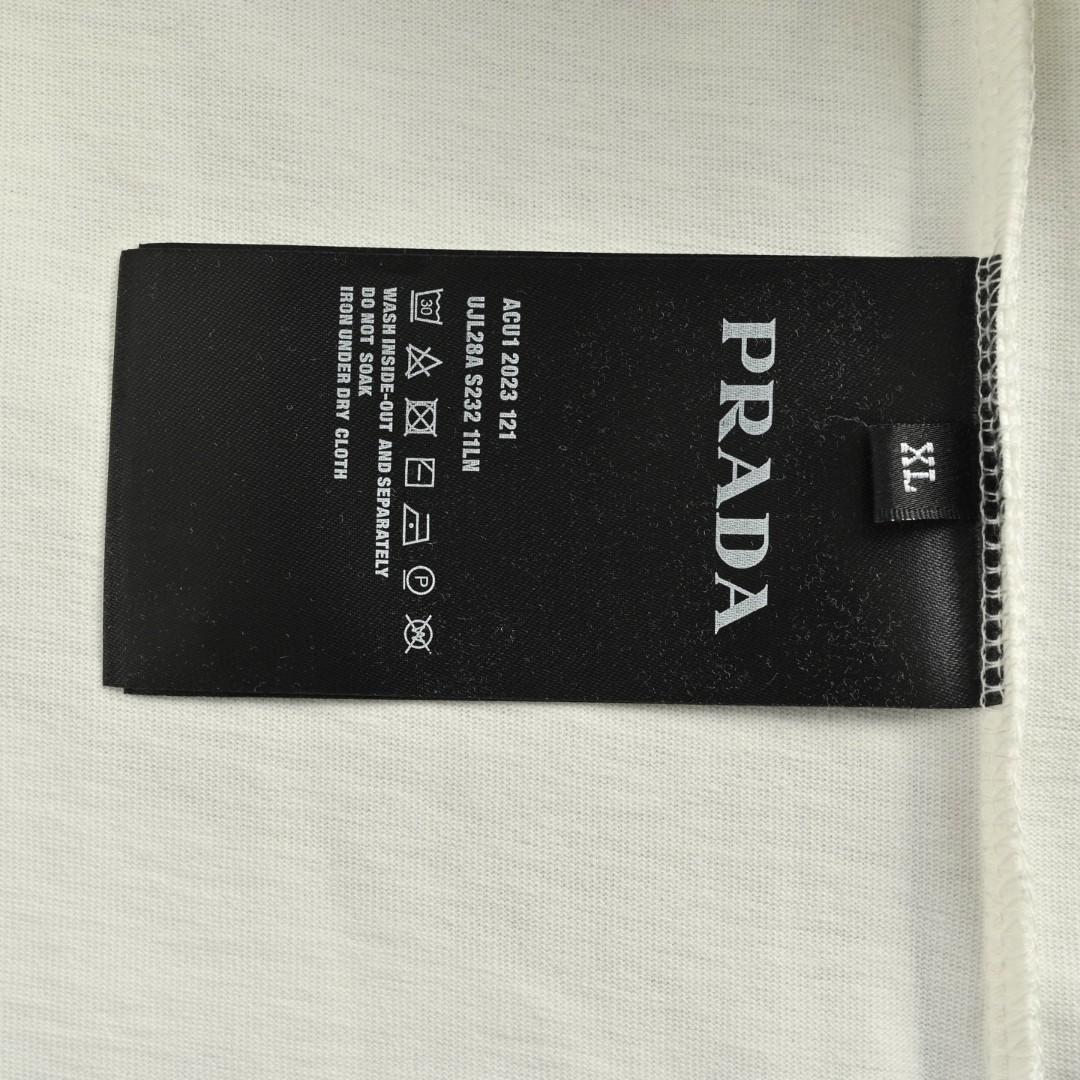 XL
PRADA
ACU1 2023 121
UJL28A S232 11LN
30
P
W
WASH INSIDE-OUT AND SEPARATELY
DO NOT SOAK
IRON UNDER DRY CLOTH